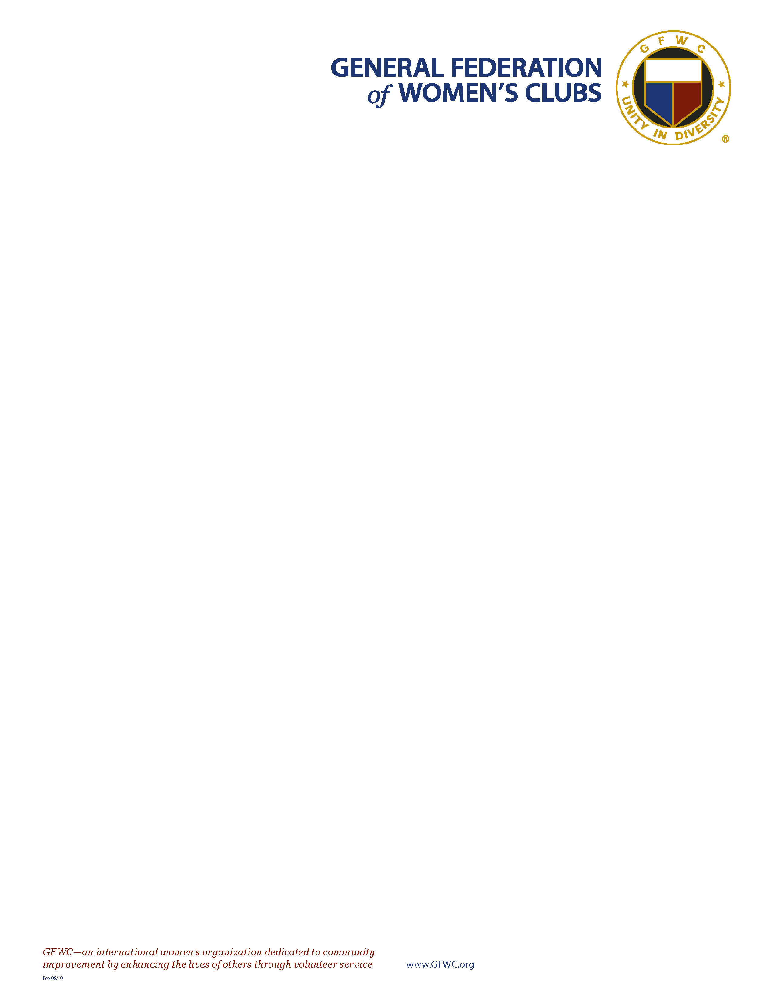 GENERAL FEDERATION
of WOMEN’S CLUBS
G F W C
★ UNITY IN DIVERSITY ★
®
GFWC—an international women’s organization dedicated to community
improvement by enhancing the lives of others through volunteer service
www.GFWC.org
Rev 08/10